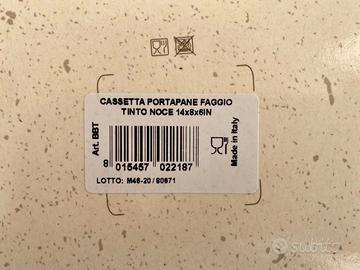 CASSETTA PORTAPANE FAGGIO
TINTO NOCE 14x8x6IN
Art. BBT
8 015457 022187
Made in Italy
LOTTO: M46-20 / 80671
subito